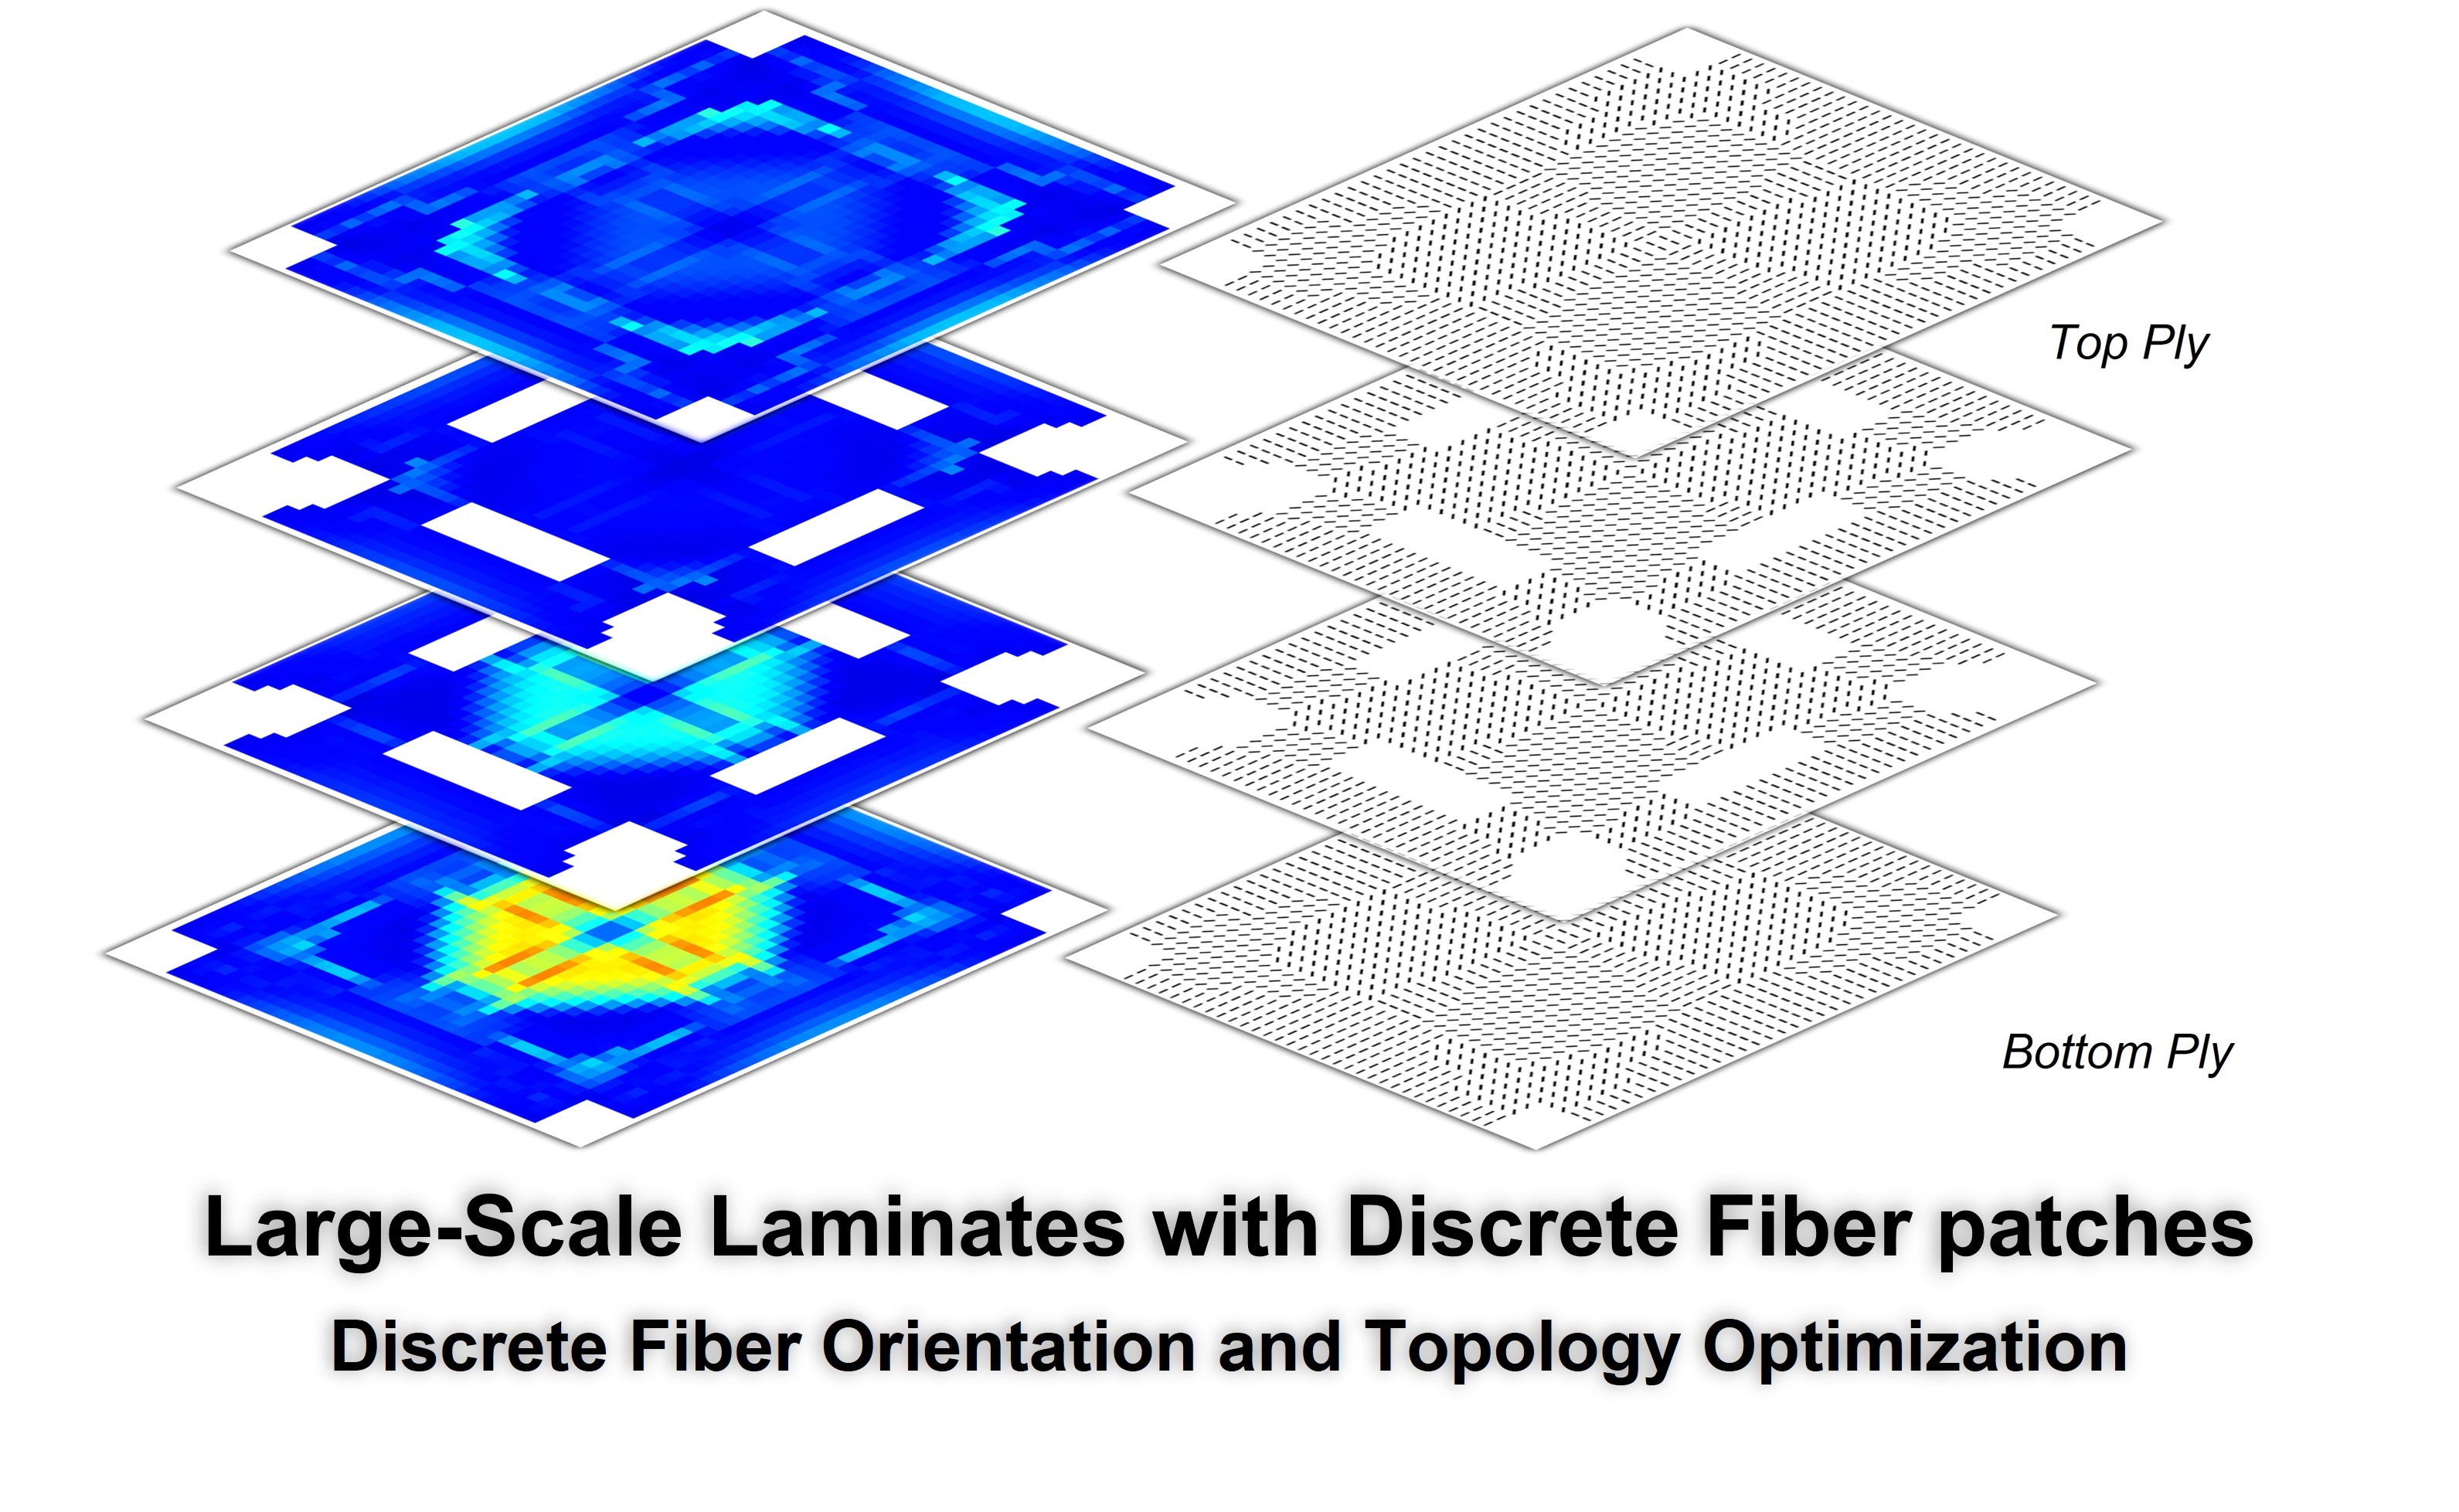 Top Ply
Bottom Ply
Large-Scale Laminates with Discrete Fiber patches
Discrete Fiber Orientation and Topology Optimization